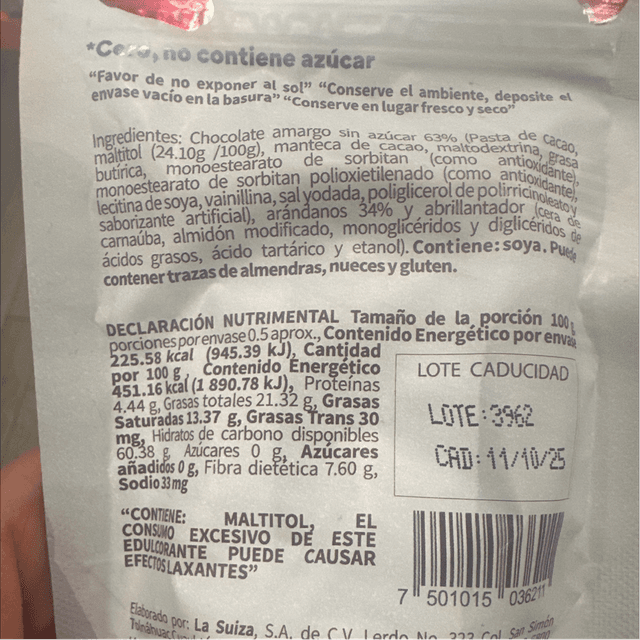 *Cero, no contiene azúcar
"Favor de no exponer al sol" "Conserve el ambiente, deposite el
envase vacío en la basura" "Conserve en lugar fresco y seco"
Ingredientes: Chocolate amargo sin azúcar 63% (Pasta de cacao,
maltitol (24.10g /100g), manteca de cacao, maltodextrina, grasa
butírica, monoestearato de sorbitan (como antioxidante),
monoestearato de sorbitan polioxietilenado (como antioxidante),
lecitina de soya, vainillina, sal yodada, poliglicerol de polirricinoleato y
saborizante artificial), arándanos 34% y abrillantador (cera de
carnaúba, almidón modificado, monoglicéridos y diglicéridos de
ácidos grasos, ácido tartárico y etanol). Contiene: soya. Puede
contener trazas de almendras, nueces y gluten.
DECLARACIÓN NUTRIMENTAL Tamaño de la porción 100 g
porciones por envase 0.5 aprox., Contenido Energético por envase
225.58 kcal (945.39 kJ), Cantidad
por 100 g , Contenido Energético
451.16 kcal (1 890.78 kJ), Proteínas
4.44 g, Grasas totales 21.32 g, Grasas
Saturadas 13.37 g, Grasas Trans 30
mg, Hidratos de carbono disponibles
60.38 g, Azúcares 0 g, Azúcares
añadidos 0 g, Fibra dietética 7.60 g,
Sodio 33 mg
LOTE CADUCIDAD
LOTE:3962
CAD:11/10/25
"CONTIENE: MALTITOL, EL
CONSUMO EXCESIVO DE ESTE
EDULCORANTE PUEDE CAUSAR
EFECTOS LAXANTES"
7 501015 036211
Elaborado por: La Suiza, S.A. de C.V. Lerdo No. 323 Col. San Simón